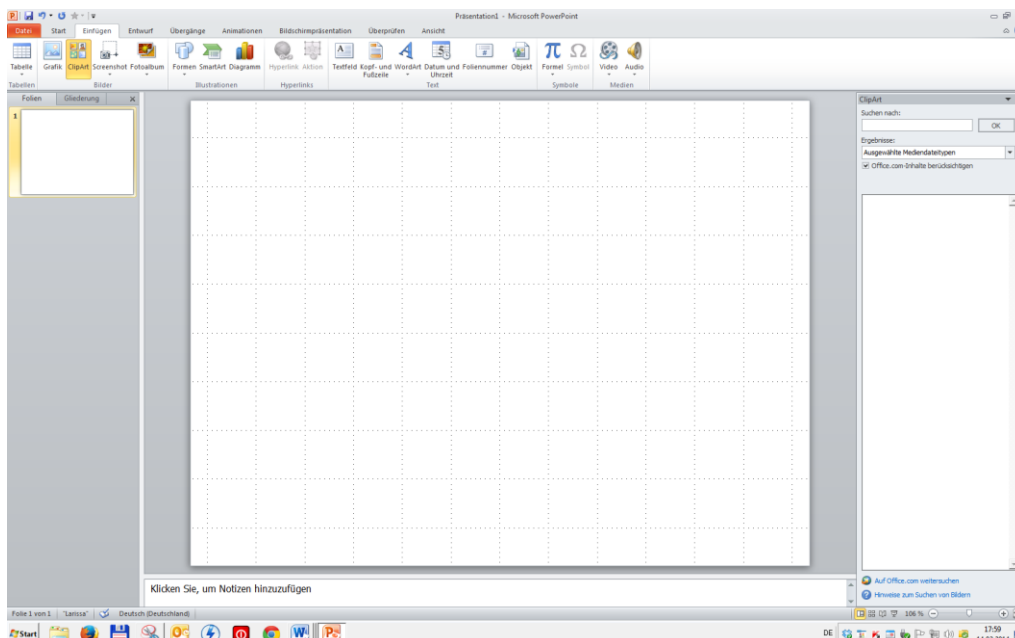 Präsentation1 - Microsoft PowerPoint
Datei Start Einfügen Entwurf Übergänge Animationen Bildschirmpräsentation Überprüfen Ansicht
Tabelle Grafik ClipArt Screenshot Fotoalbum Formen SmartArt Diagramm Hyperlink Aktion Textfeld Kopf- und Fußzeile WordArt Datum und Uhrzeit Foliennummer Objekt Formel Symbol Video Audio
Tabellen Bilder Illustrationen Hyperlinks Text Symbole Medien
Folien Gliederung
1
ClipArt
Suchen nach:
OK
Ergebnisse:
Ausgewählte Mediendateitypen
Office.com-Inhalte berücksichtigen
Auf Office.com weitersuchen
Hinweise zum Suchen von Bildern
Klicken Sie, um Notizen hinzuzufügen
Folie 1 von 1 "Larissa" Deutsch (Deutschland) 106 %
Start DE 17:59